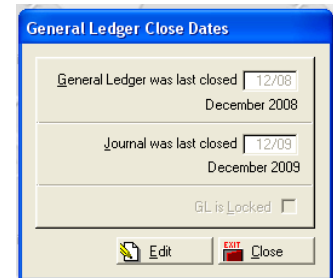 General Ledger Close Dates
General Ledger was last closed 12/08
December 2008
Journal was last closed 12/09
December 2009
GL is Locked
Edit
EXIT Close